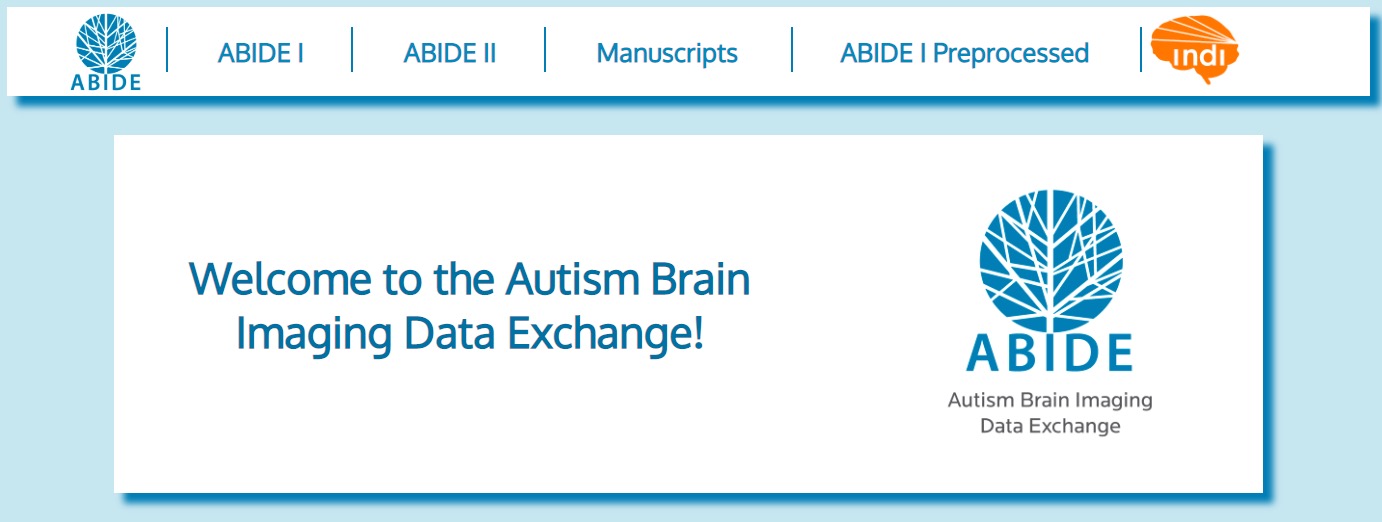 ABIDE
ABIDE I
ABIDE II
Manuscripts
ABIDE I Preprocessed
indi
Welcome to the Autism Brain
Imaging Data Exchange!
ABIDE
Autism Brain Imaging
Data Exchange